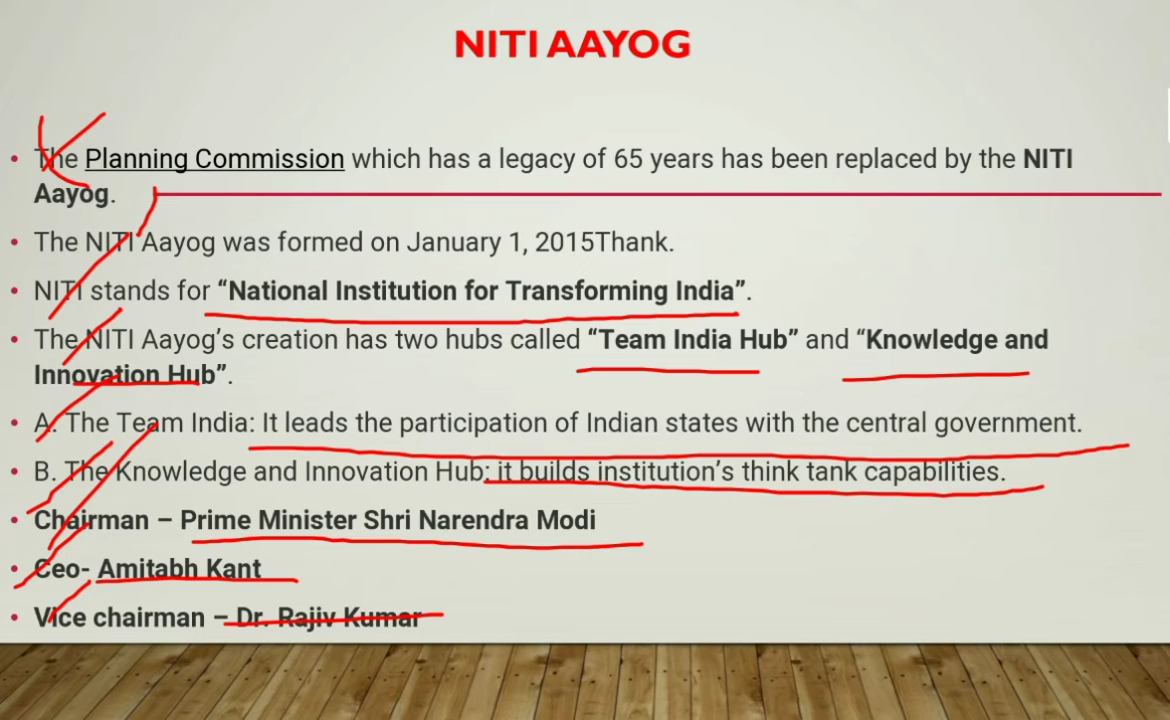 NITI AAYOG
• The Planning Commission which has a legacy of 65 years has been replaced by the NITI
Aayog.
• The NITI Aayog was formed on January 1, 2015Thank.
• NITI stands for “National Institution for Transforming India”.
• The NITI Aayog’s creation has two hubs called “Team India Hub” and “Knowledge and
Innovation Hub”.
• A. The Team India: It leads the participation of Indian states with the central government.
• B. The Knowledge and Innovation Hub: it builds institution’s think tank capabilities.
• Chairman – Prime Minister Shri Narendra Modi
• Ceo- Amitabh Kant
• Vice chairman – Dr. Rajiv Kumar